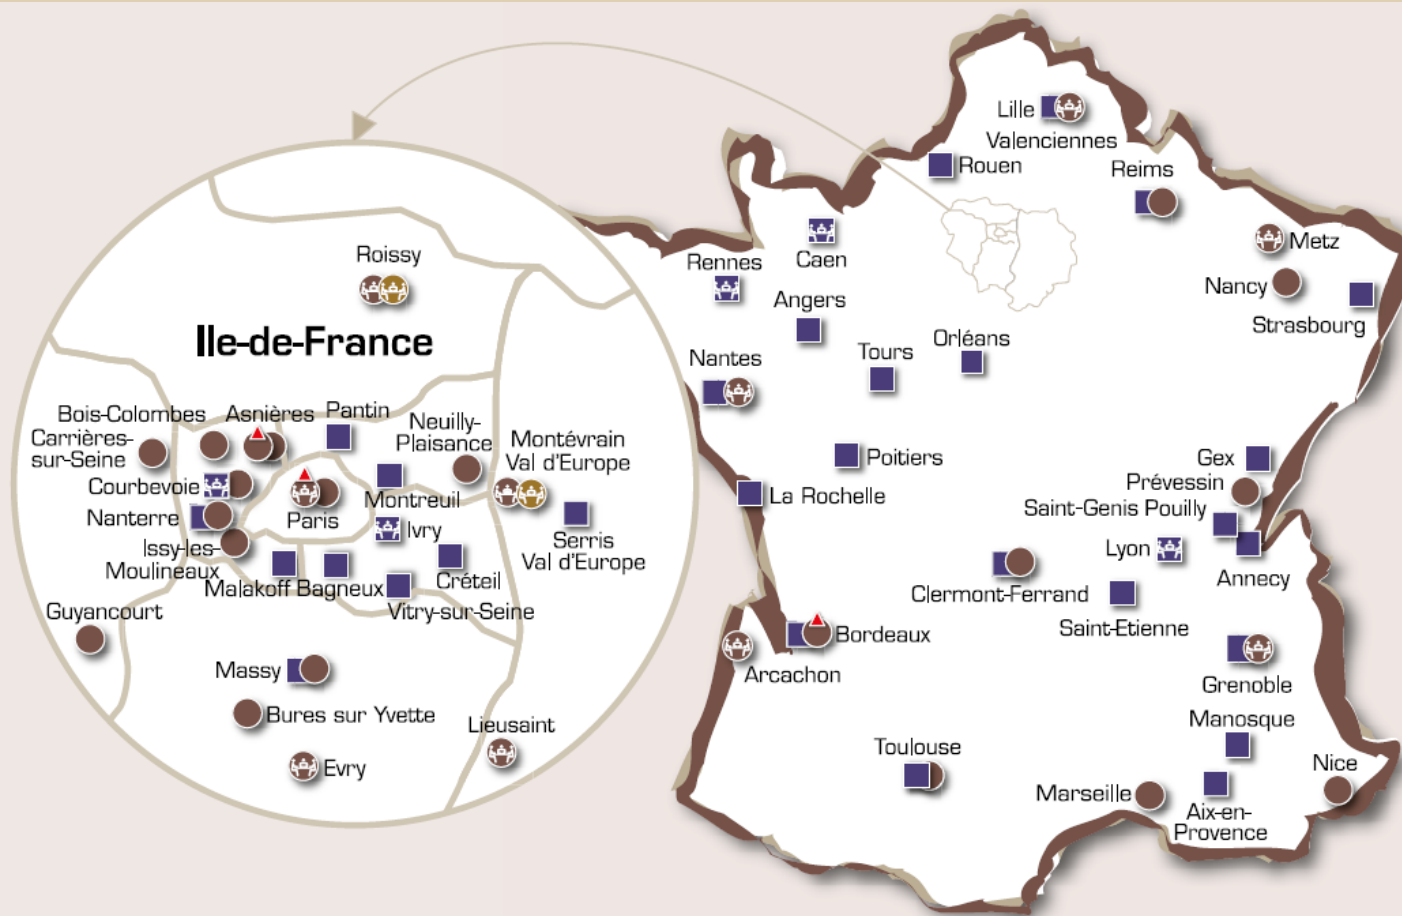 Roissy
Ile-de-France
Bois-Colombes
Asnières
Pantin
Neuilly-
Plaisance
Carrières-
sur-Seine
Montévrain
Val d'Europe
Courbevoie
Montreuil
Nanterre
Paris
Ivry
Serris
Val d'Europe
Issy-les-
Moulineaux
Malakoff
Bagneux
Créteil
Vitry-sur-Seine
Guyancourt
Massy
Bures sur Yvette
Lieusaint
Evry
Lille
Valenciennes
Rouen
Reims
Caen
Metz
Rennes
Nancy
Angers
Strasbourg
Orléans
Tours
Nantes
Poitiers
Gex
Prévessin
La Rochelle
Saint-Genis Pouilly
Lyon
Annecy
Clermont-Ferrand
Saint-Etienne
Bordeaux
Arcachon
Grenoble
Manosque
Toulouse
Nice
Marseille
Aix-en-
Provence